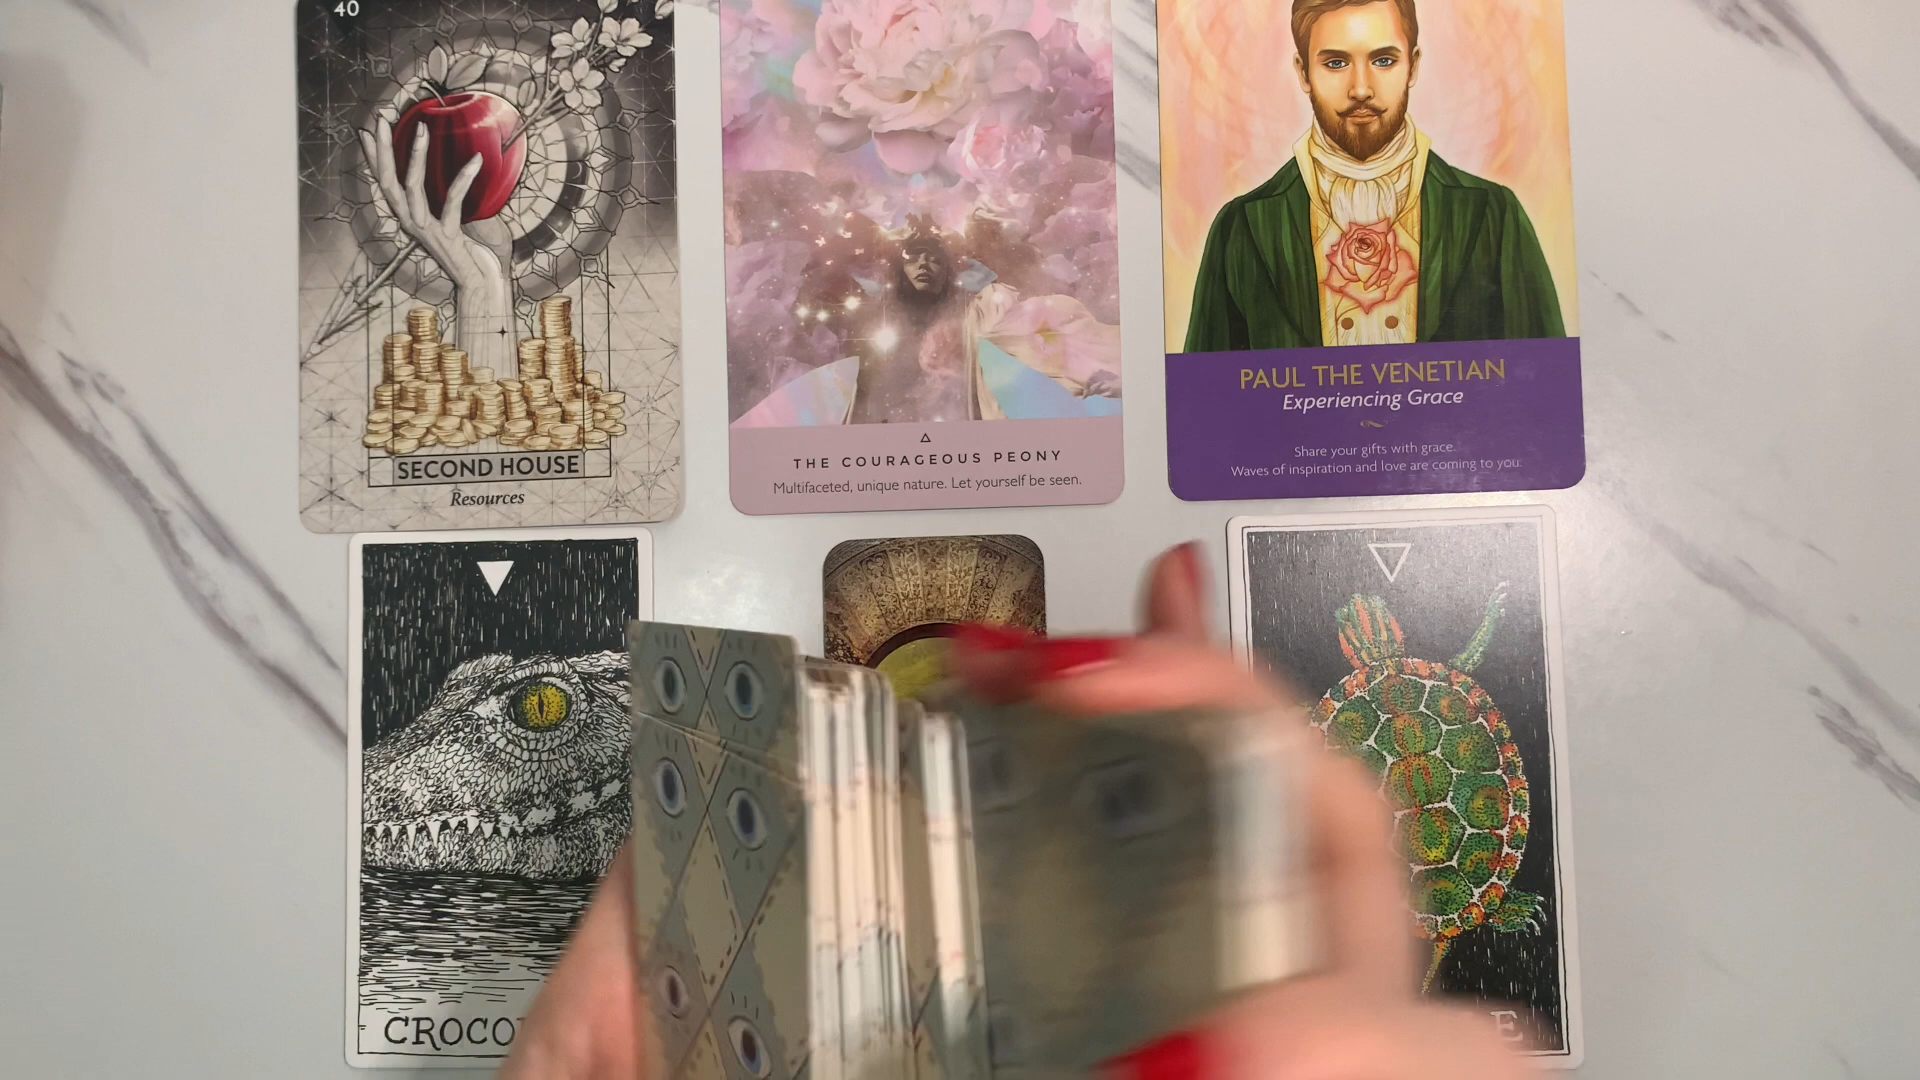 40
SECOND HOUSE
Resources
THE COURAGEOUS PEONY
Multifaceted, unique nature. Let yourself be seen.
PAUL THE VENETIAN
Experiencing Grace
Share your gifts with grace.
Waves of inspiration and love are coming to you.
CROCO
E